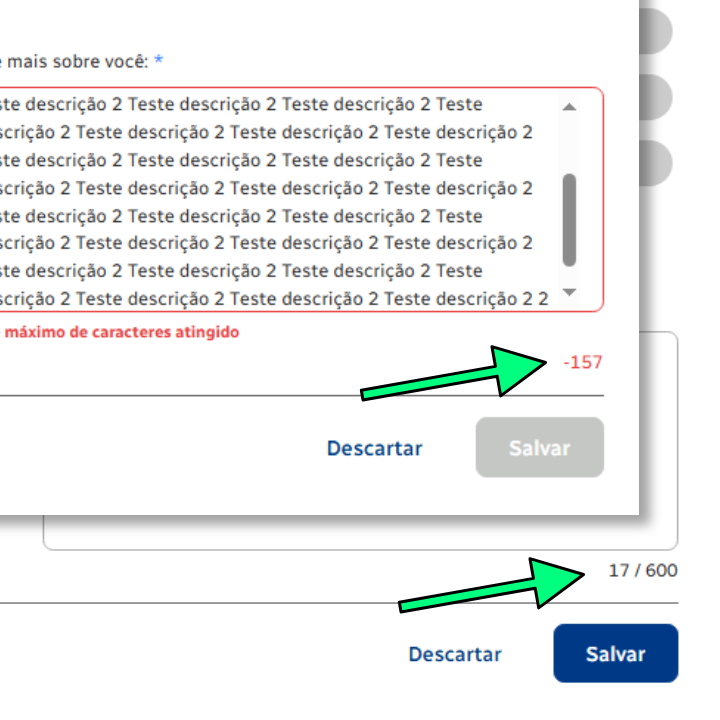 mais sobre você: *
ste descrição 2 Teste descrição 2 Teste descrição 2 Teste
scrição 2 Teste descrição 2 Teste descrição 2 Teste descrição 2
ste descrição 2 Teste descrição 2 Teste descrição 2 Teste
scrição 2 Teste descrição 2 Teste descrição 2 Teste descrição 2
ste descrição 2 Teste descrição 2 Teste descrição 2 Teste
scrição 2 Teste descrição 2 Teste descrição 2 Teste descrição 2
ste descrição 2 Teste descrição 2 Teste descrição 2 Teste
scrição 2 Teste descrição 2 Teste descrição 2 Teste descrição 2 2
máximo de caracteres atingido
-157
Descartar Salvar
17 / 600
Descartar Salvar